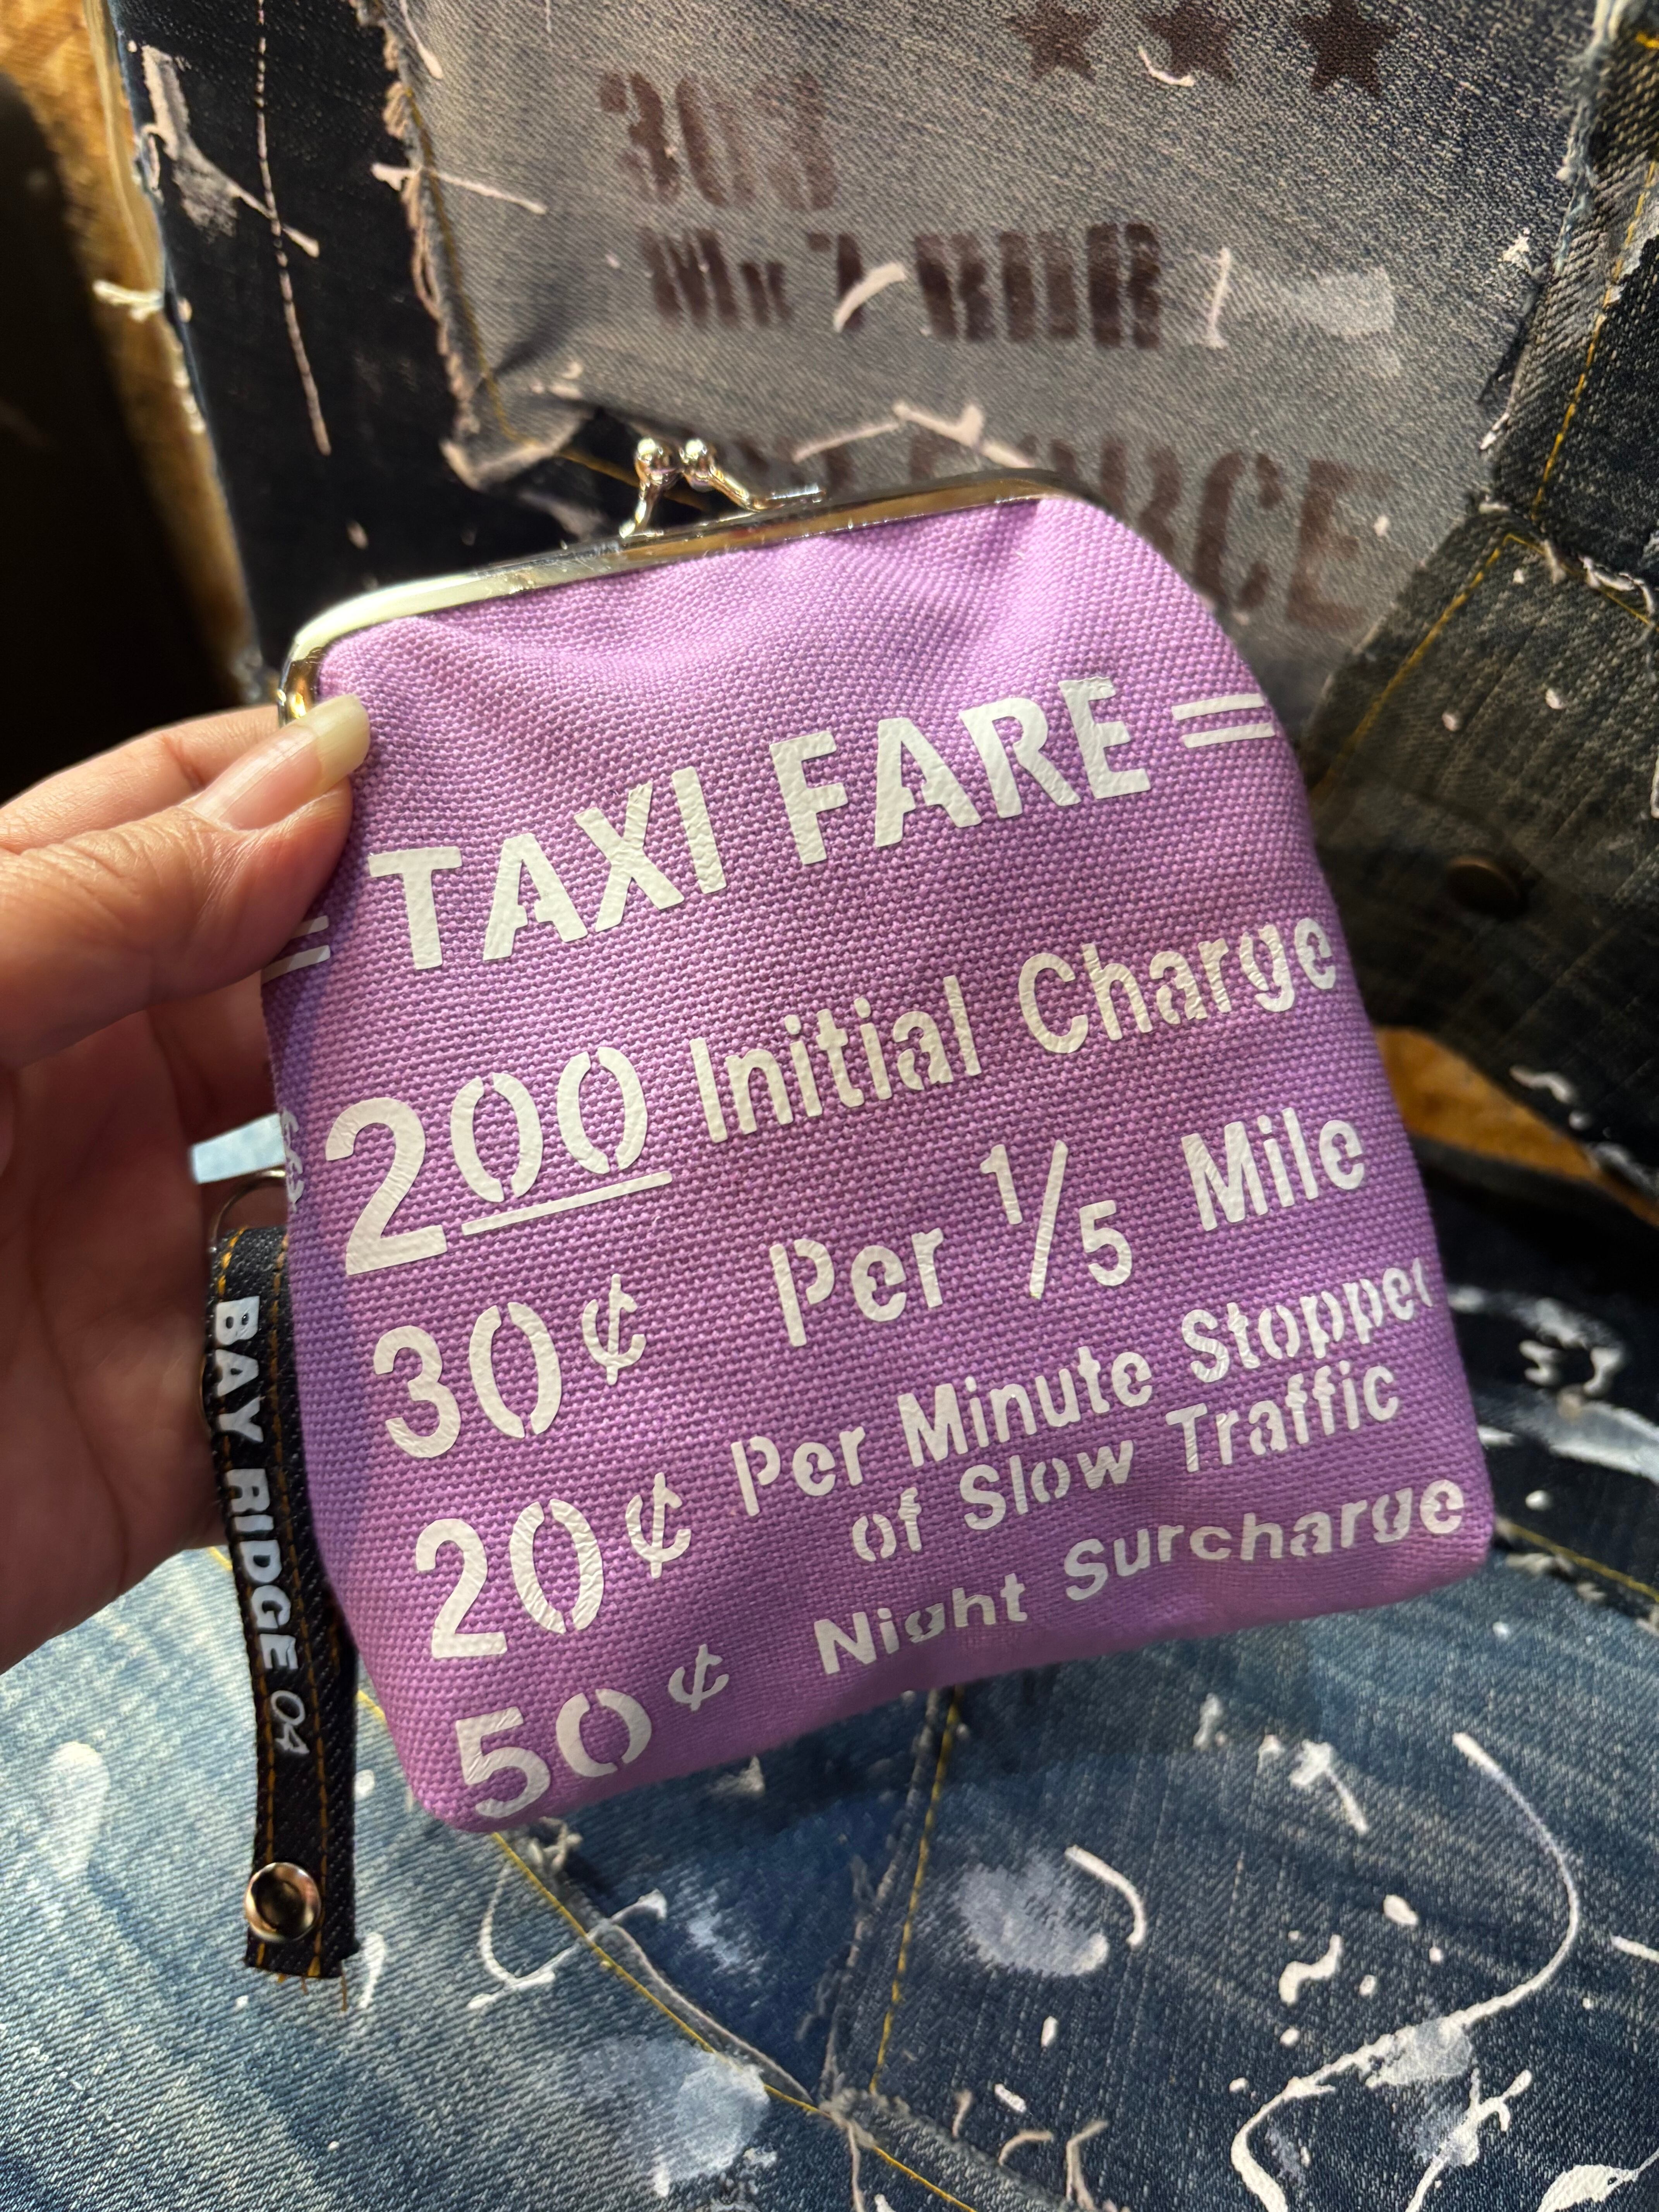 = TAXI FARE =
200 Initial Charge
30¢ Per 1/5 Mile
20¢ Per Minute Stopped
of Slow Traffic
50¢ Night Surcharge
BAY RIDGE 04